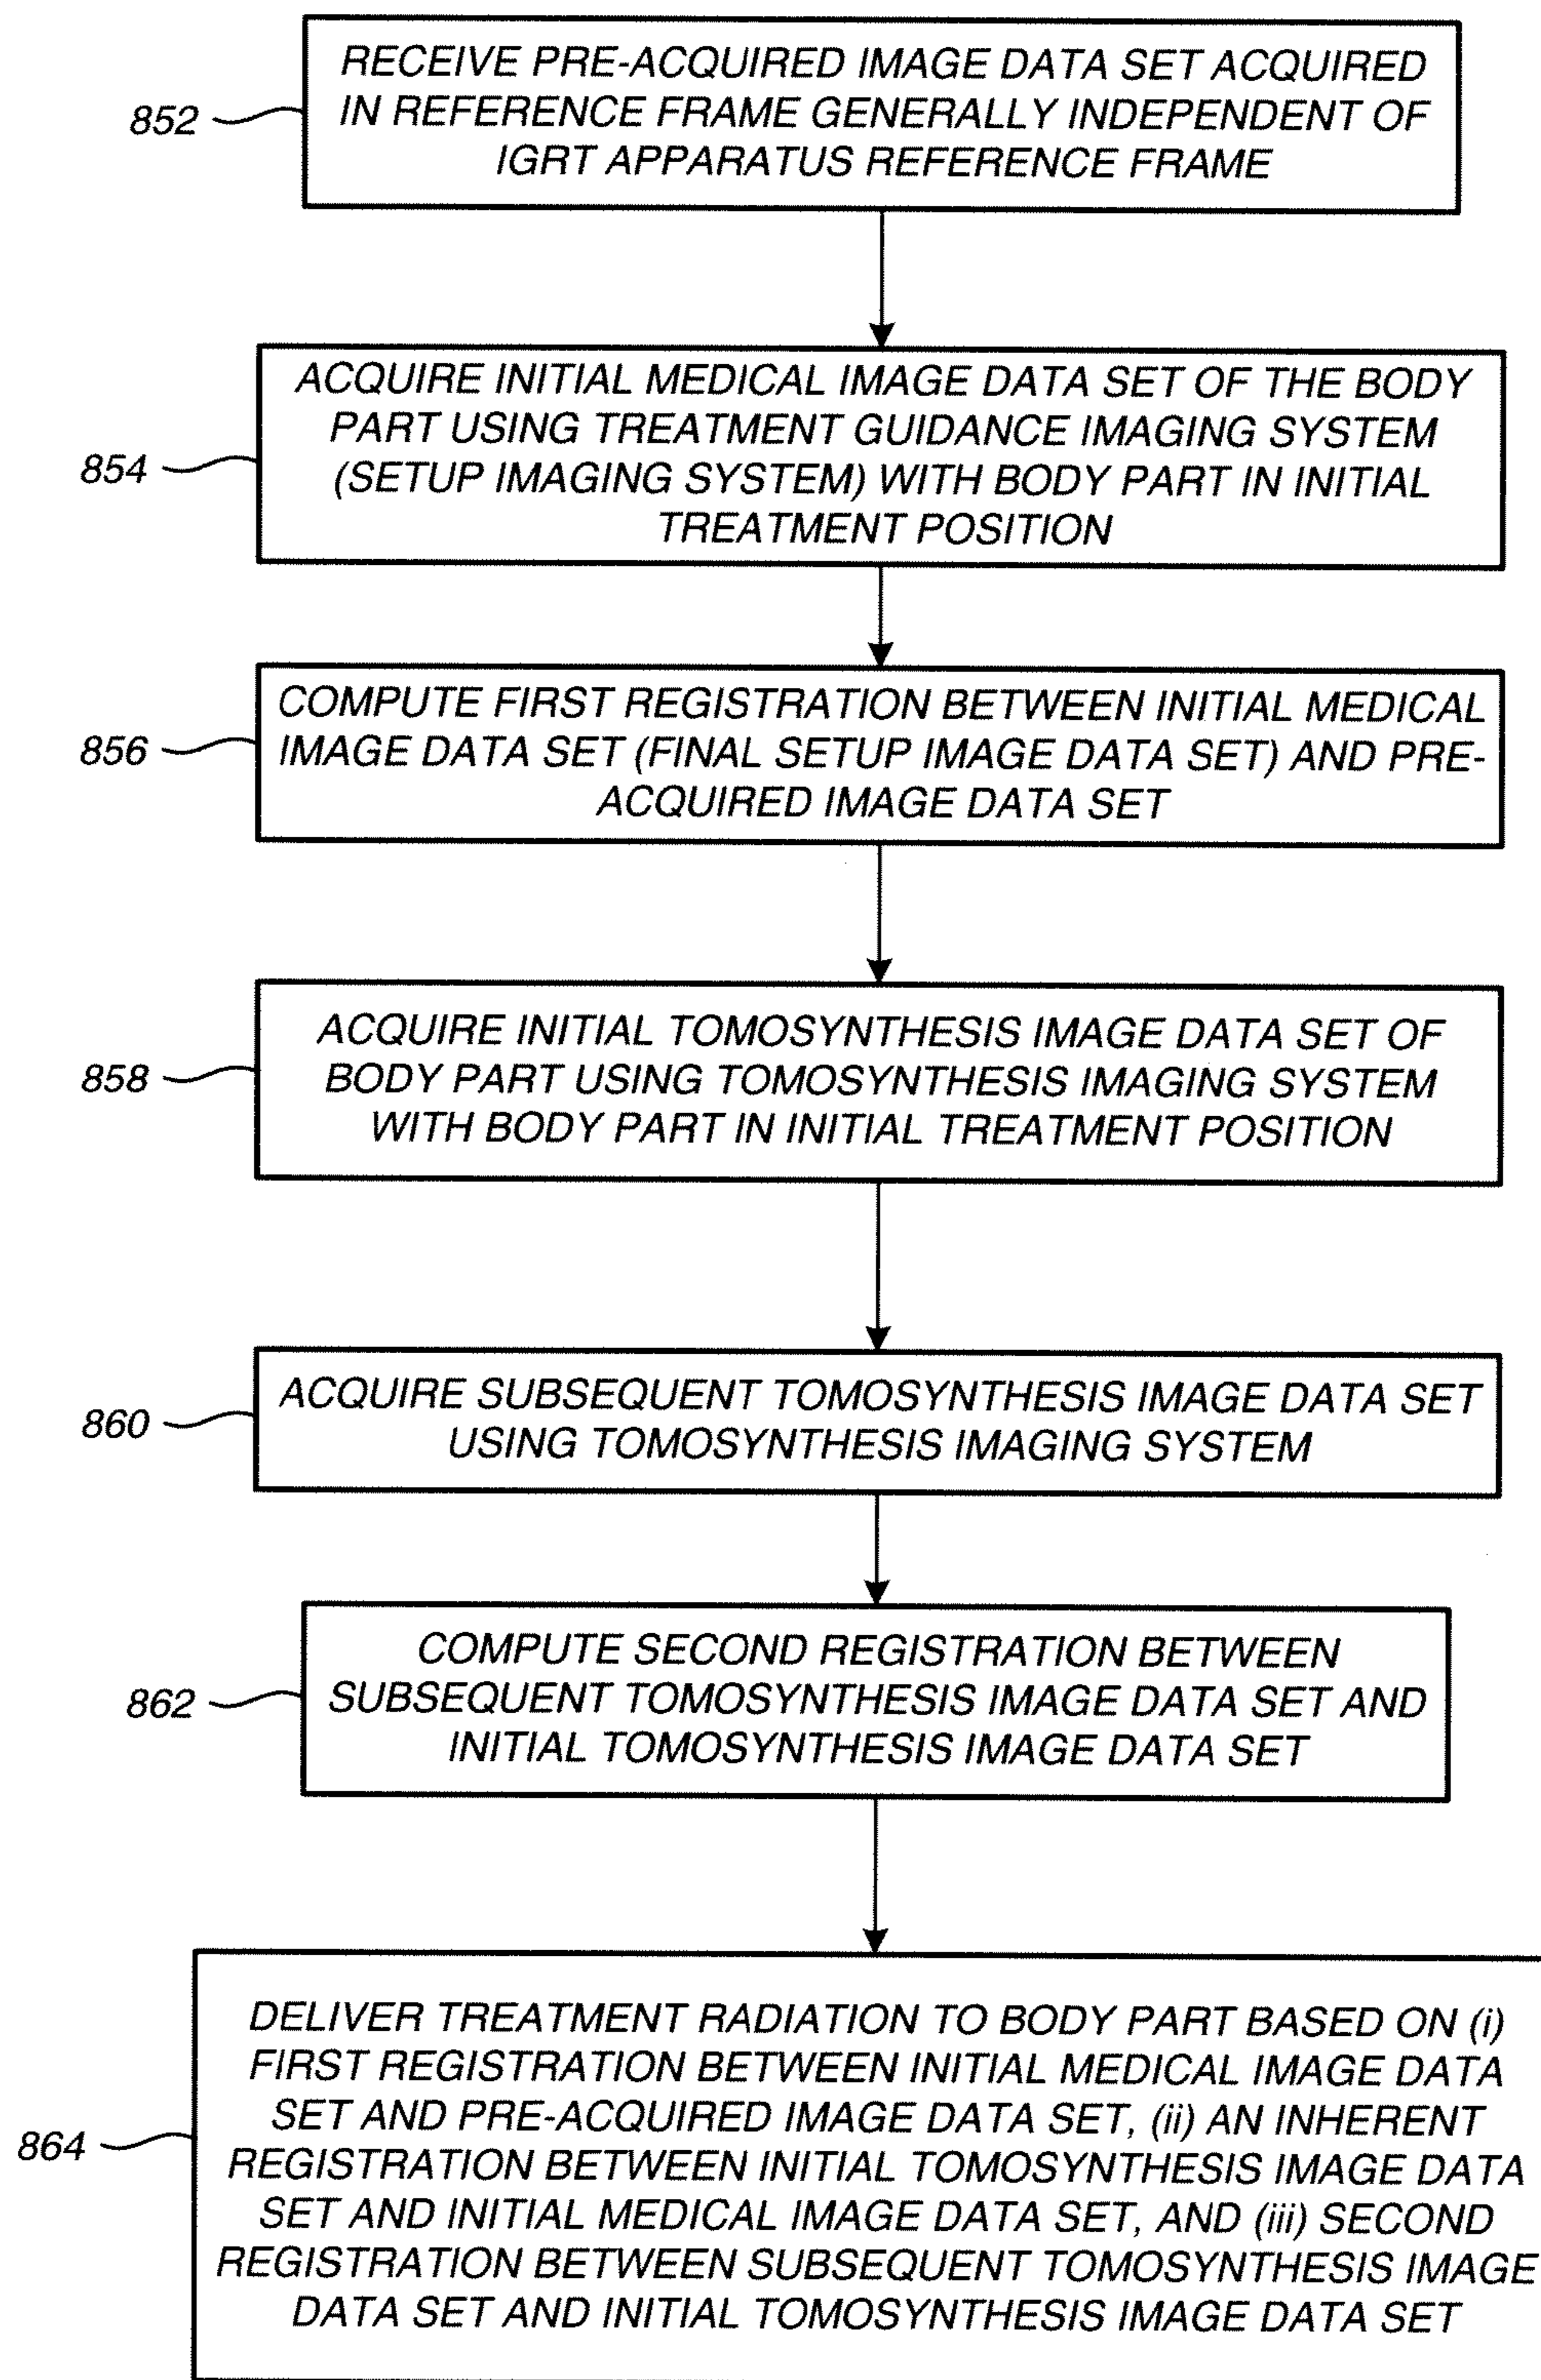 RECEIVE PRE-ACQUIRED IMAGE DATA SET ACQUIRED
IN REFERENCE FRAME GENERALLY INDEPENDENT OF
IGRT APPARATUS REFERENCE FRAME
852
ACQUIRE INITIAL MEDICAL IMAGE DATA SET OF THE BODY
PART USING TREATMENT GUIDANCE IMAGING SYSTEM
(SETUP IMAGING SYSTEM) WITH BODY PART IN INITIAL
TREATMENT POSITION
854
COMPUTE FIRST REGISTRATION BETWEEN INITIAL MEDICAL
IMAGE DATA SET (FINAL SETUP IMAGE DATA SET) AND PRE-
ACQUIRED IMAGE DATA SET
856
ACQUIRE INITIAL TOMOSYNTHESIS IMAGE DATA SET OF
BODY PART USING TOMOSYNTHESIS IMAGING SYSTEM
WITH BODY PART IN INITIAL TREATMENT POSITION
858
ACQUIRE SUBSEQUENT TOMOSYNTHESIS IMAGE DATA SET
USING TOMOSYNTHESIS IMAGING SYSTEM
860
COMPUTE SECOND REGISTRATION BETWEEN
SUBSEQUENT TOMOSYNTHESIS IMAGE DATA SET AND
INITIAL TOMOSYNTHESIS IMAGE DATA SET
862
DELIVER TREATMENT RADIATION TO BODY PART BASED ON (i)
FIRST REGISTRATION BETWEEN INITIAL MEDICAL IMAGE DATA
SET AND PRE-ACQUIRED IMAGE DATA SET, (ii) AN INHERENT
REGISTRATION BETWEEN INITIAL TOMOSYNTHESIS IMAGE DATA
SET AND INITIAL MEDICAL IMAGE DATA SET, AND (iii) SECOND
REGISTRATION BETWEEN SUBSEQUENT TOMOSYNTHESIS IMAGE
DATA SET AND INITIAL TOMOSYNTHESIS IMAGE DATA SET
864